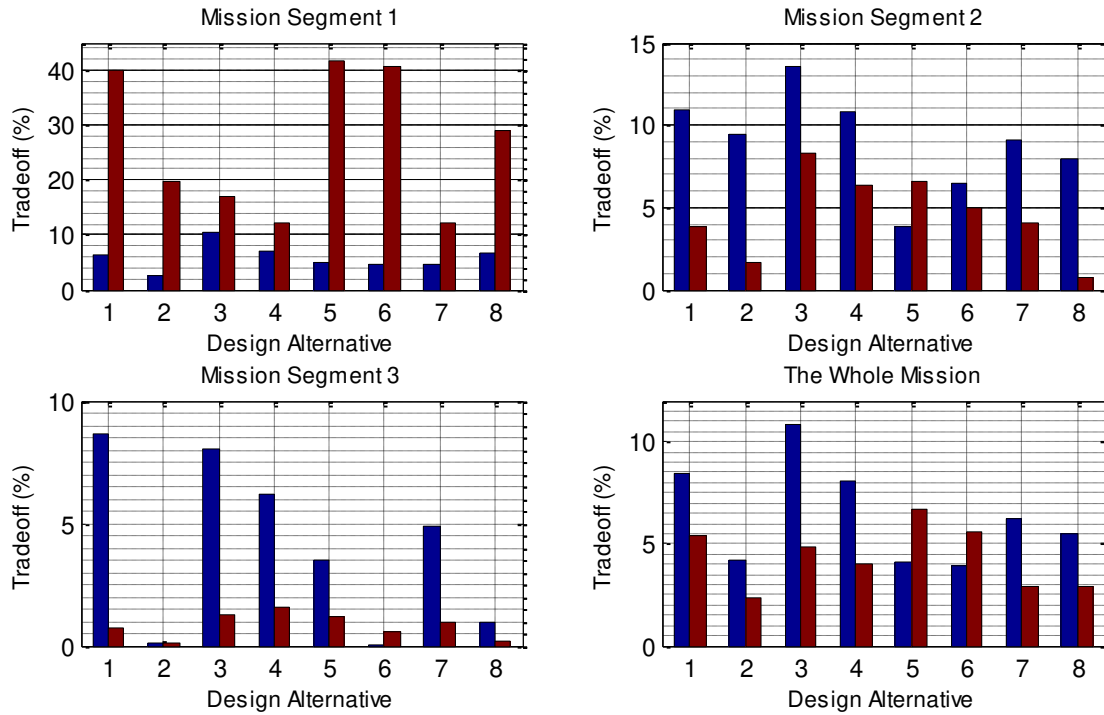 Mission Segment 1
Tradeoff (%)
40
30
20
10
0
1 2 3 4 5 6 7 8
Design Alternative
Mission Segment 2
Tradeoff (%)
15
10
5
0
1 2 3 4 5 6 7 8
Design Alternative
Mission Segment 3
Tradeoff (%)
10
5
0
1 2 3 4 5 6 7 8
Design Alternative
The Whole Mission
Tradeoff (%)
10
5
0
1 2 3 4 5 6 7 8
Design Alternative